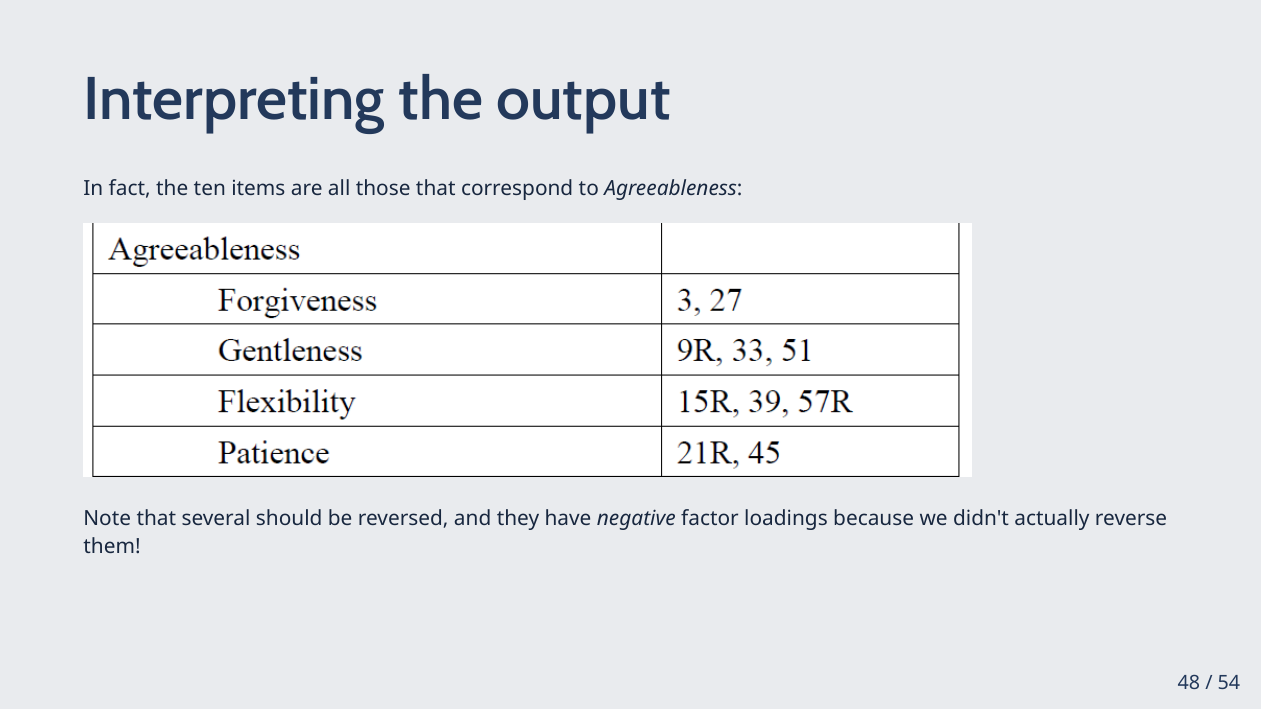 Interpreting the output
In fact, the ten items are all those that correspond to Agreeableness:
Agreeableness
Forgiveness 3, 27
Gentleness 9R, 33, 51
Flexibility 15R, 39, 57R
Patience 21R, 45
Note that several should be reversed, and they have negative factor loadings because we didn't actually reverse
them!
48 / 54